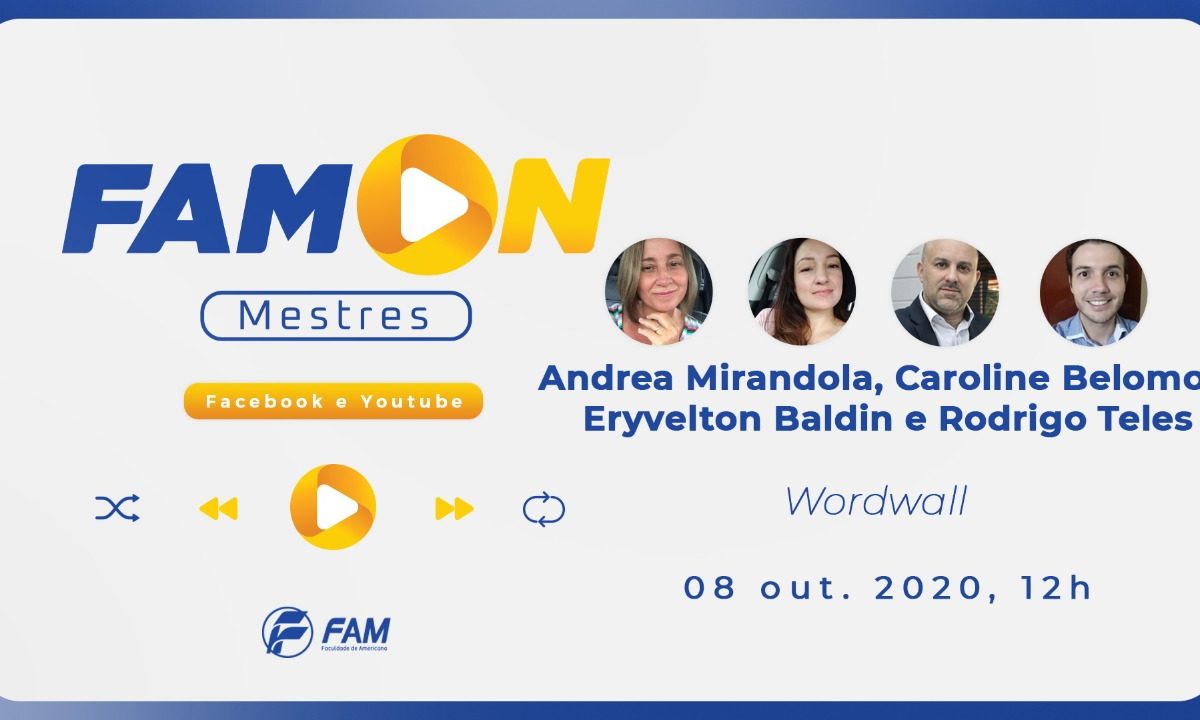 FAMON
Mestres
Facebook e Youtube
FAM
Faculdade de Americana
Andrea Mirandola, Caroline Belomo
Eryvelton Baldin e Rodrigo Teles
Wordwall
08 out. 2020, 12h